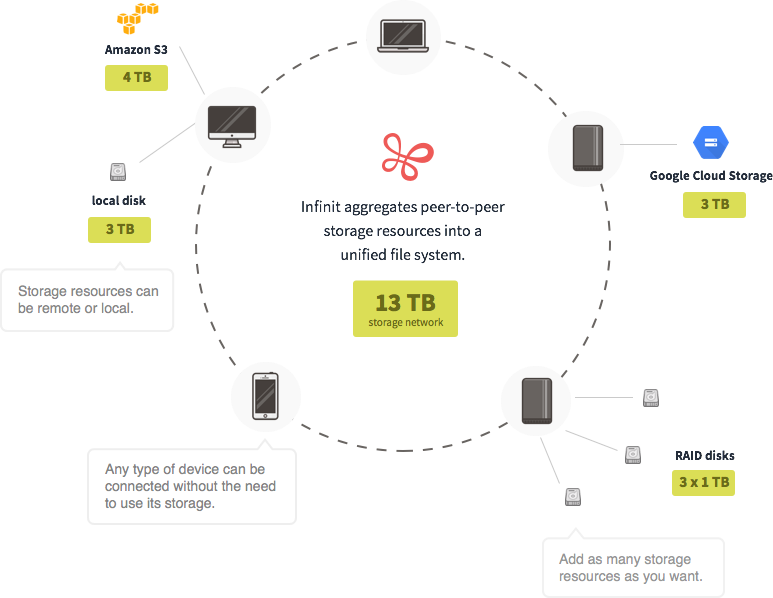 Amazon S3
4 TB
local disk
3 TB
Storage resources can
be remote or local.
Infinit aggregates peer-to-peer
storage resources into a
unified file system.
13 TB
storage network
Google Cloud Storage
3 TB
Any type of device can be
connected without the need
to use its storage.
RAID disks
3 x 1 TB
Add as many storage
resources as you want.